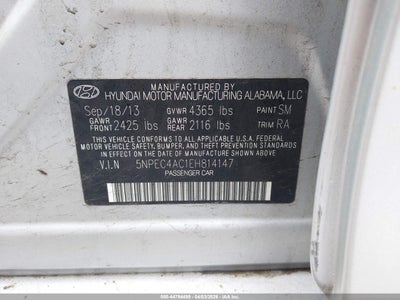 MANUFACTURED BY
HYUNDAI MOTOR MANUFACTURING ALABAMA, LLC
Sep/18/13 GVWR 4365 lbs PAINT SM
GAWR FRONT 2425 lbs GAWR REAR 2116 lbs TRIM RA
THIS VEHICLE CONFORMS TO ALL APPLICABLE U.S.A FEDERAL
MOTOR VEHICLE SAFETY, BUMPER, AND THEFT PREVENTION
STANDARDS IN EFFECT ON THE DATE OF MANUFACTURE SHOWN ABOVE.
V.I.N 5NPEC4AC1EH814147
PASSENGER CAR